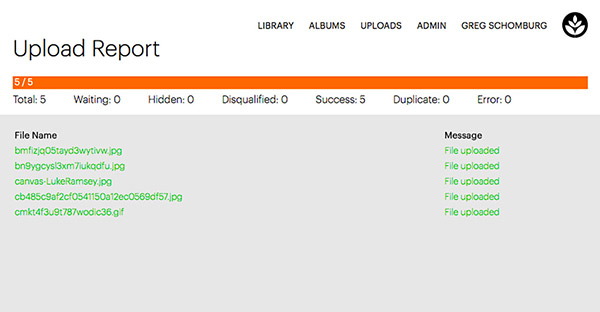 LIBRARY ALBUMS UPLOADS ADMIN GREG SCHOMBURG
Upload Report
5 / 5
Total: 5 Waiting: 0 Hidden: 0 Disqualified: 0 Success: 5 Duplicate: 0 Error: 0
File Name Message
bmfizjq05tayd3wytivw.jpg File uploaded
bn9ygcysl3xm7iukqdfu.jpg File uploaded
canvas-LukeRamsey.jpg File uploaded
cb485c9af2cf0541150a12ec0569df57.jpg File uploaded
cmkt4f3u9t787wodic36.gif File uploaded